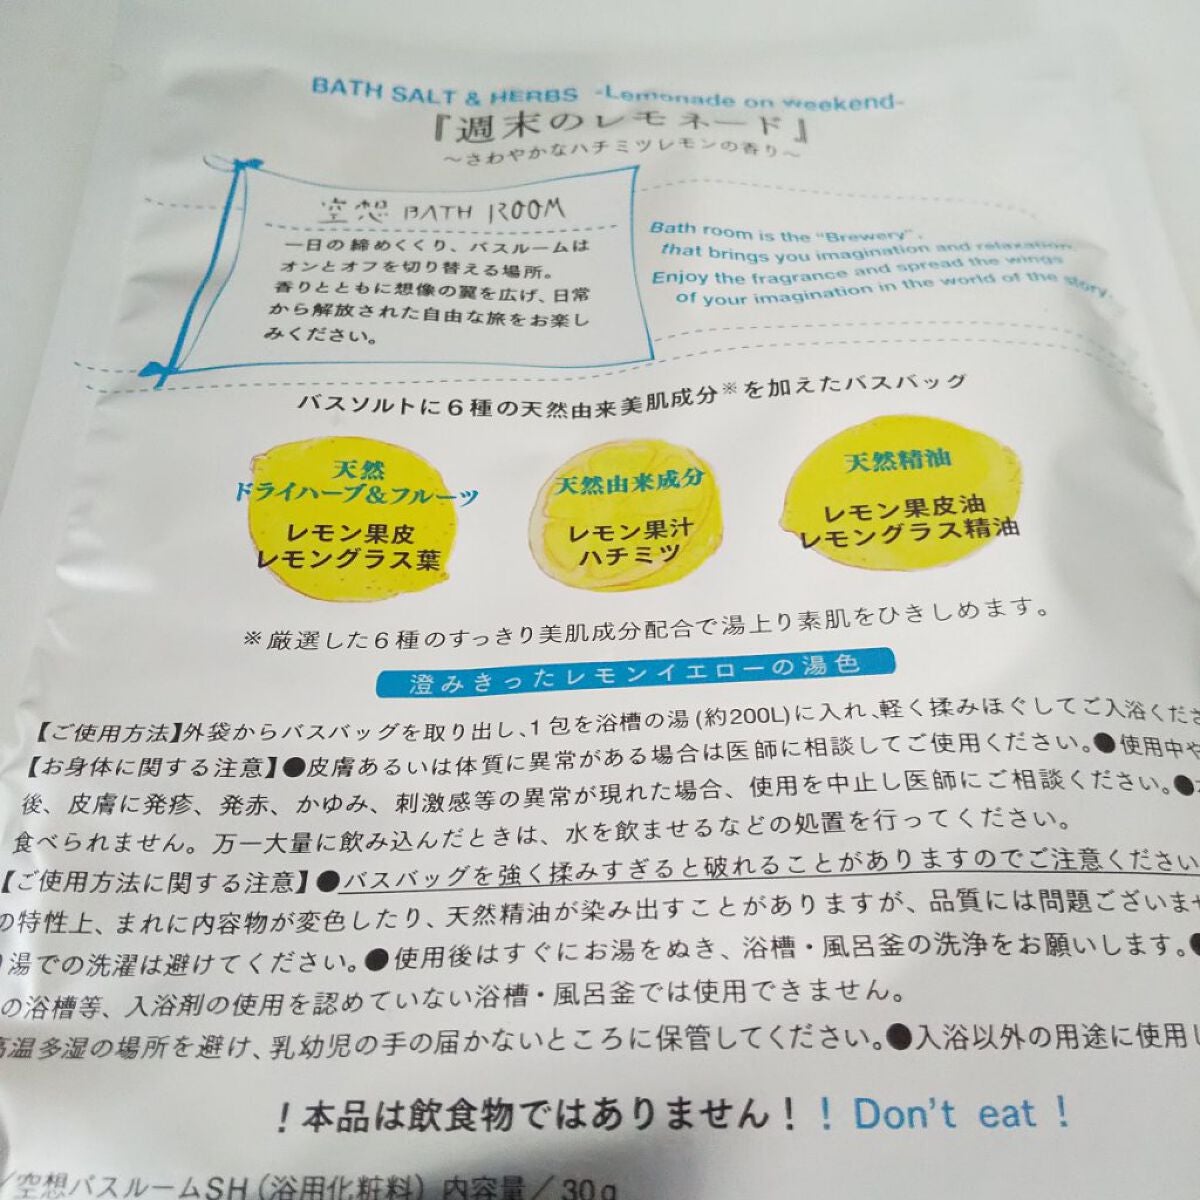 BATH SALT & HERBS -Lemonade on weekend-
『週末のレモネード』
～さわやかなハチミツレモンの香り～
空想 BATH ROOM
一日の締めくくり、バスルームは
オンとオフを切り替える場所。
香りとともに想像の翼を広げ、日常
から解放された自由な旅をお楽し
みください。
Bath room is the "Brewery".
that brings you imagination and relaxation.
Enjoy the fragrance and spread the wings
of your imagination in the world of the story.
バスソルトに6種の天然由来美肌成分※を加えたバスバッグ
天然
ドライハーブ&フルーツ
レモン果皮
レモングラス葉
天然由来成分
レモン果汁
ハチミツ
天然精油
レモン果皮油
レモングラス精油
※厳選した6種のすっきり美肌成分配合で湯上り素肌をひきしめます。
澄みきったレモンイエローの湯色
【ご使用方法】外袋からバスバッグを取り出し、1包を浴槽の湯(約200L)に入れ、軽く揉みほぐしてご入浴くださ
【お身体に関する注意】●皮膚あるいは体質に異常がある場合は医師に相談してご使用ください。●使用中や
後、皮膚に発疹、発赤、かゆみ、刺激感等の異常が現れた場合、使用を中止し医師にご相談ください。●
食べられません。万一大量に飲み込んだときは、水を飲ませるなどの処置を行ってください。
【ご使用方法に関する注意】●バスバッグを強く揉みすぎると破れることがありますのでご注意ください
の特性上、まれに内容物が変色したり、天然精油が染み出すことがありますが、品質には問題ございませ
り湯での洗濯は避けてください。●使用後はすぐにお湯をぬき、浴槽・風呂釜の洗浄をお願いします。●
の浴槽等、入浴剤の使用を認めていない浴槽・風呂釜では使用できません。
高温多湿の場所を避け、乳幼児の手の届かないところに保管してください。●入浴以外の用途に使用し
！本品は飲食物ではありません！！Don't eat！
／空想バスルームSH（浴用化粧料）内容量／30g